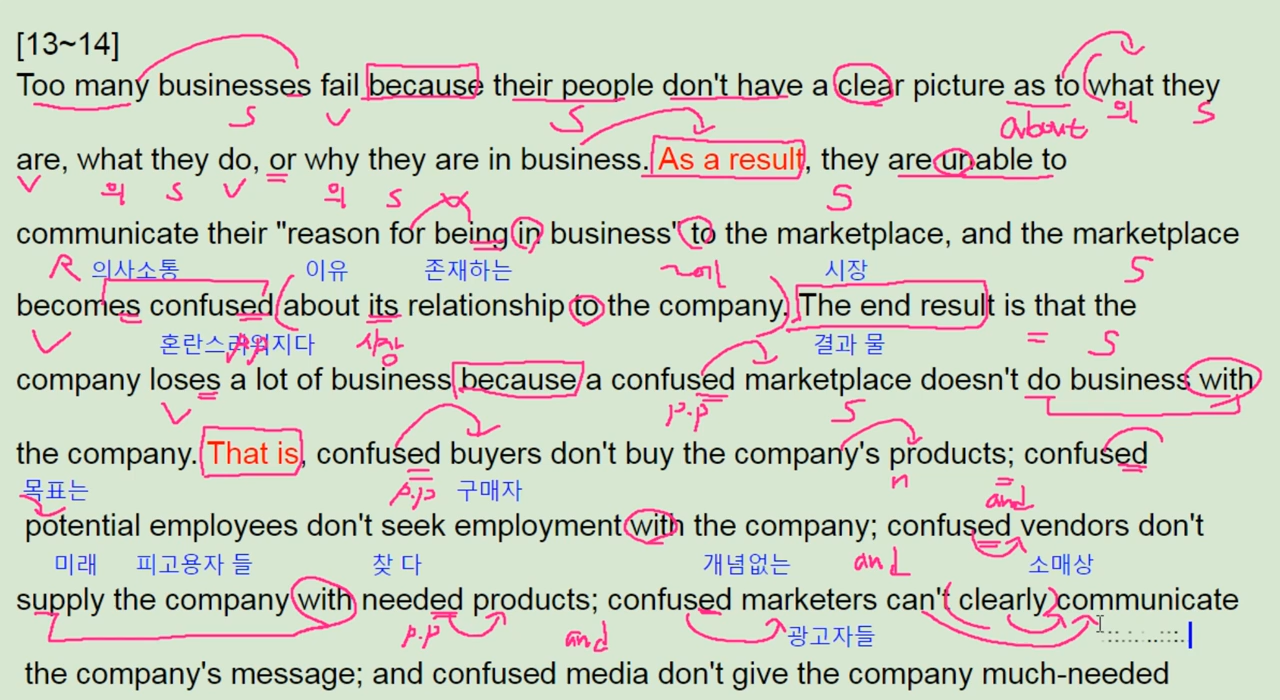 [13~14]
Too many businesses fail because their people don't have a clear picture as to what they
S V S about 의 S
are, what they do, or why they are in business. As a result, they are unable to
V 의 S V 의 S S
communicate their "reason for being in business" to the marketplace, and the marketplace
R 의사소통 이유 존재하는 ~에 시장 S
becomes confused about its relationship to the company. The end result is that the
V 혼란스러워지다 시장 결과 물 = S
company loses a lot of business because a confused marketplace doesn't do business with
V p.p S
the company. That is, confused buyers don't buy the company's products; confused
목표는 p.p 구매자 n and
potential employees don't seek employment with the company; confused vendors don't
미래 피고용자 들 찾 다 개념없는 and 소매상
supply the company with needed products; confused marketers can't clearly communicate
p.p and 광고자들
the company's message; and confused media don't give the company much-needed